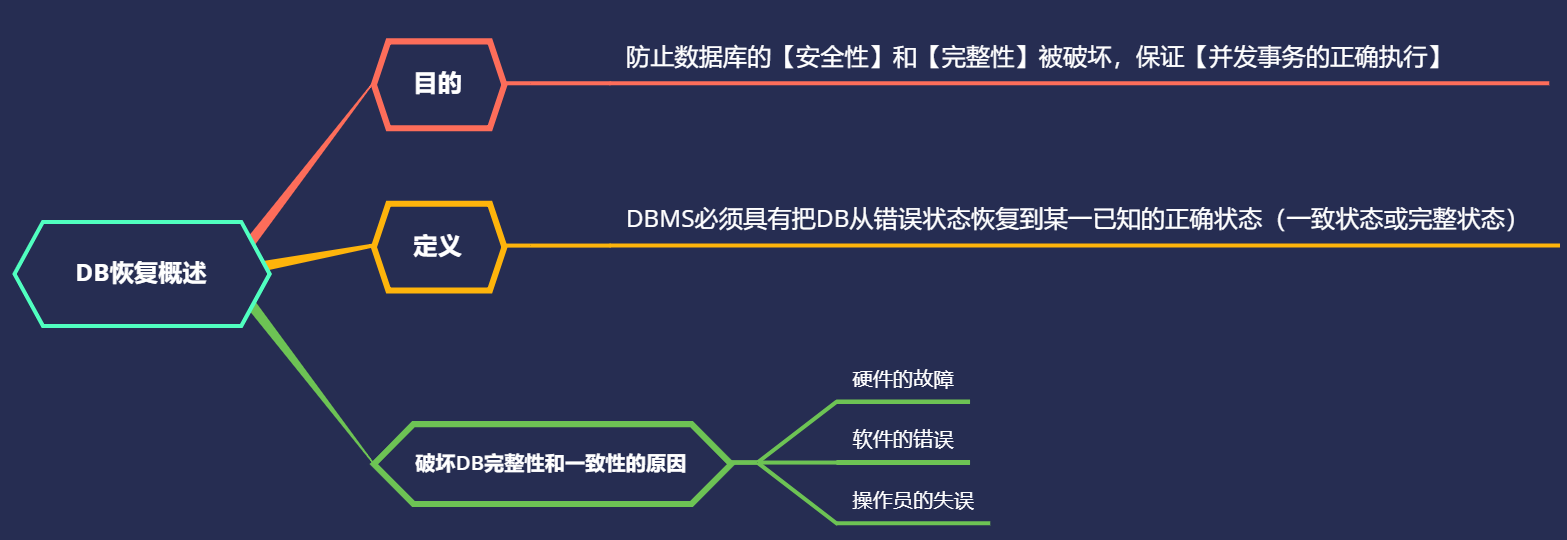 目的
防止数据库的【安全性】和【完整性】被破坏，保证【并发事务的正确执行】
DB恢复概述
定义
DBMS必须具有把DB从错误状态恢复到某一已知的正确状态（一致状态或完整状态）
破坏DB完整性和一致性的原因
硬件的故障
软件的错误
操作员的失误